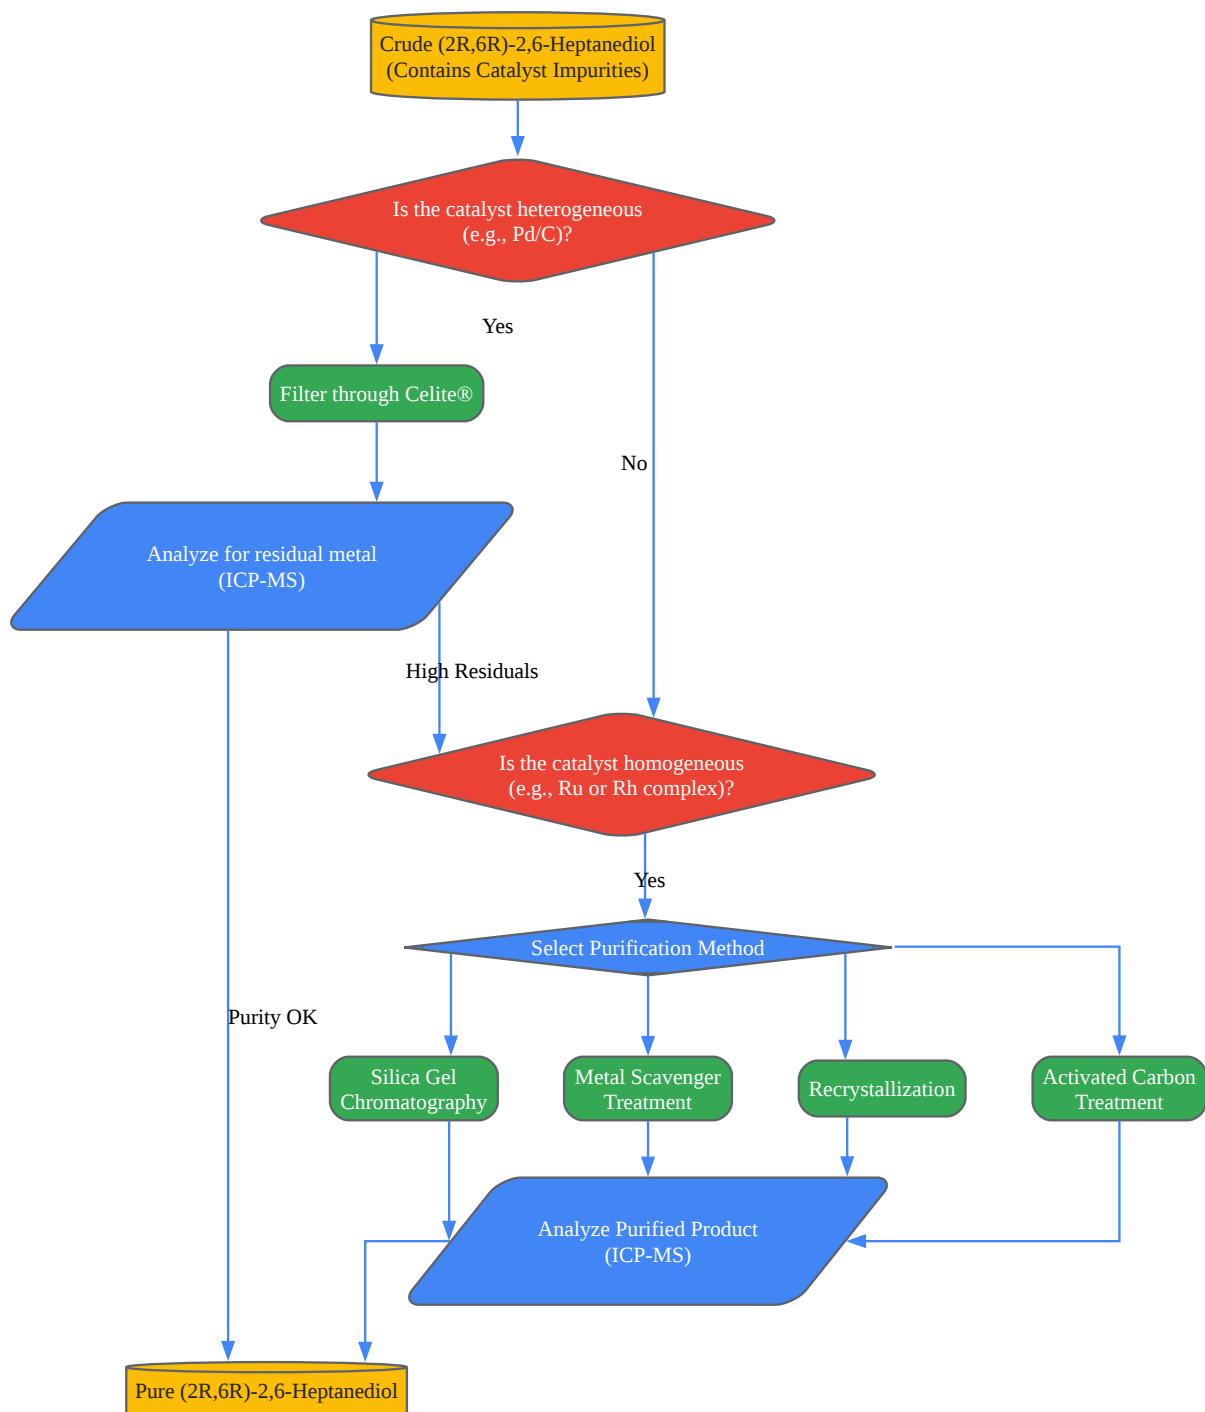 Crude (2R,6R)-2,6-Heptanediol
(Contains Catalyst Impurities)
Is the catalyst heterogeneous
(e.g., Pd/C)?
Yes
Filter through Celite®
No
Analyze for residual metal
(ICP-MS)
High Residuals
Is the catalyst homogeneous
(e.g., Ru or Rh complex)?
Yes
Select Purification Method
Purity OK
Silica Gel
Chromatography
Metal Scavenger
Treatment
Recrystallization
Activated Carbon
Treatment
Analyze Purified Product
(ICP-MS)
Pure (2R,6R)-2,6-Heptanediol